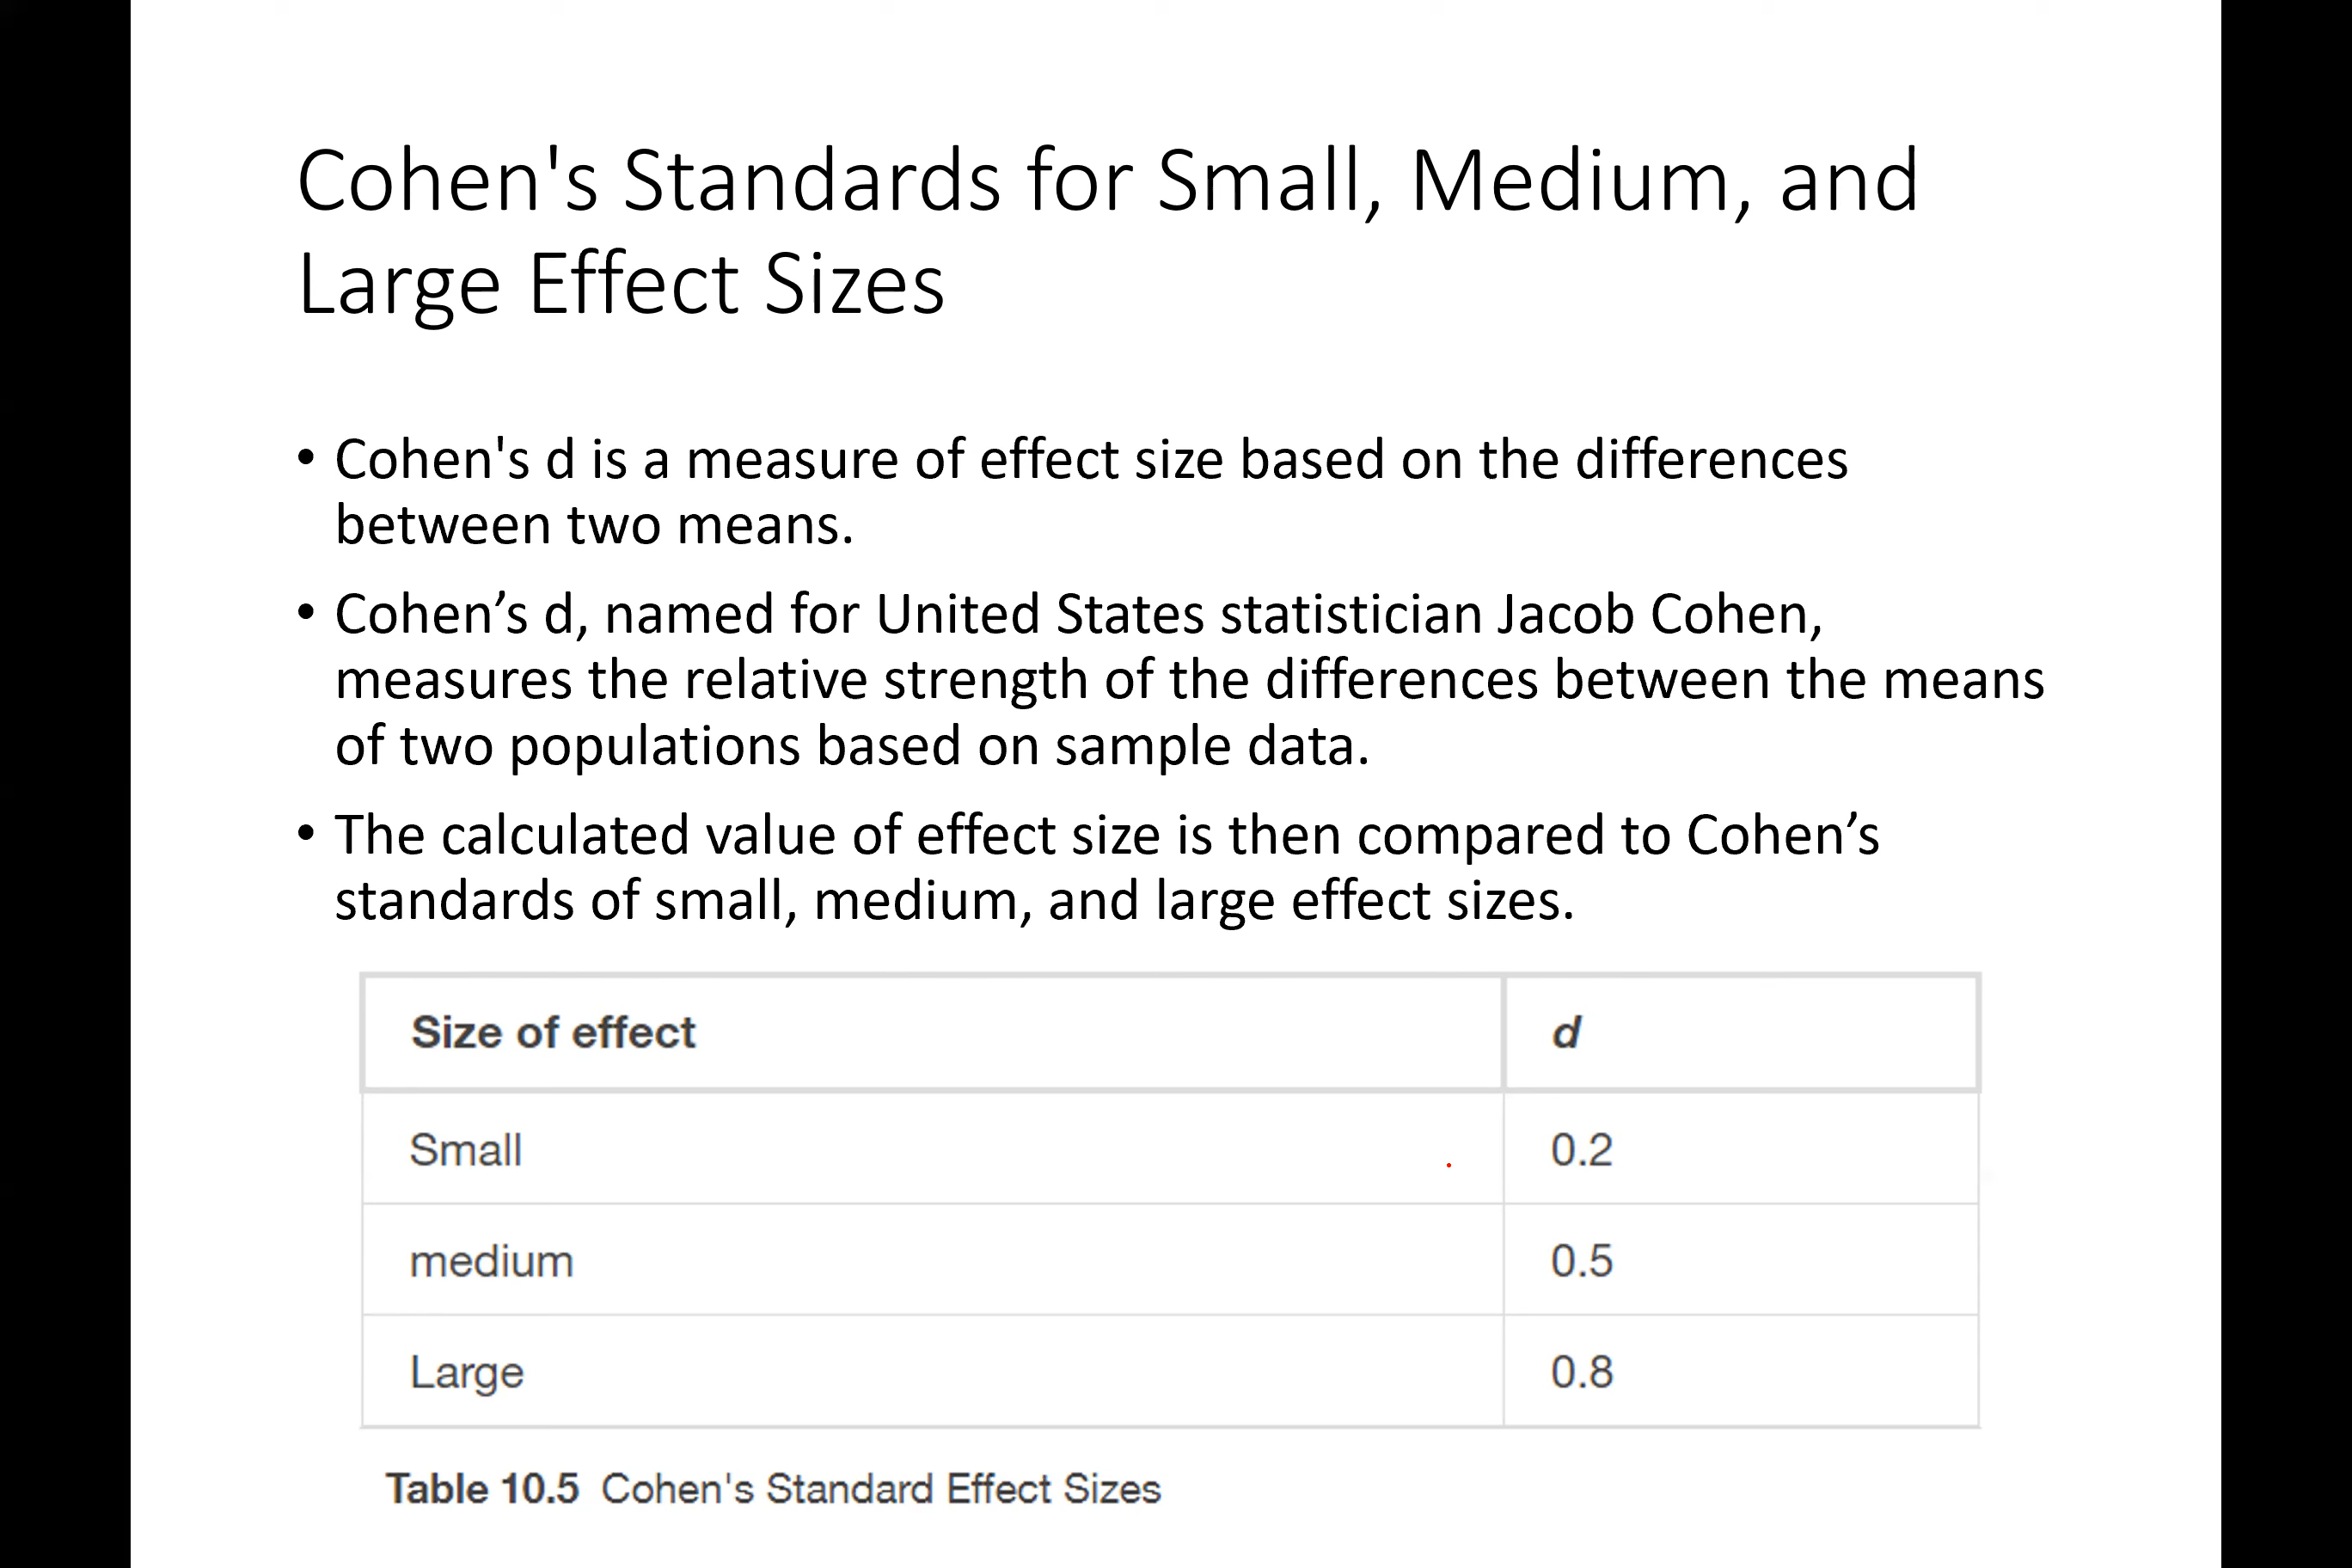 Cohen's Standards for Small, Medium, and
Large Effect Sizes
• Cohen's d is a measure of effect size based on the differences
between two means.
• Cohen’s d, named for United States statistician Jacob Cohen,
measures the relative strength of the differences between the means
of two populations based on sample data.
• The calculated value of effect size is then compared to Cohen’s
standards of small, medium, and large effect sizes.
Size of effect d
Small 0.2
medium 0.5
Large 0.8
Table 10.5 Cohen's Standard Effect Sizes